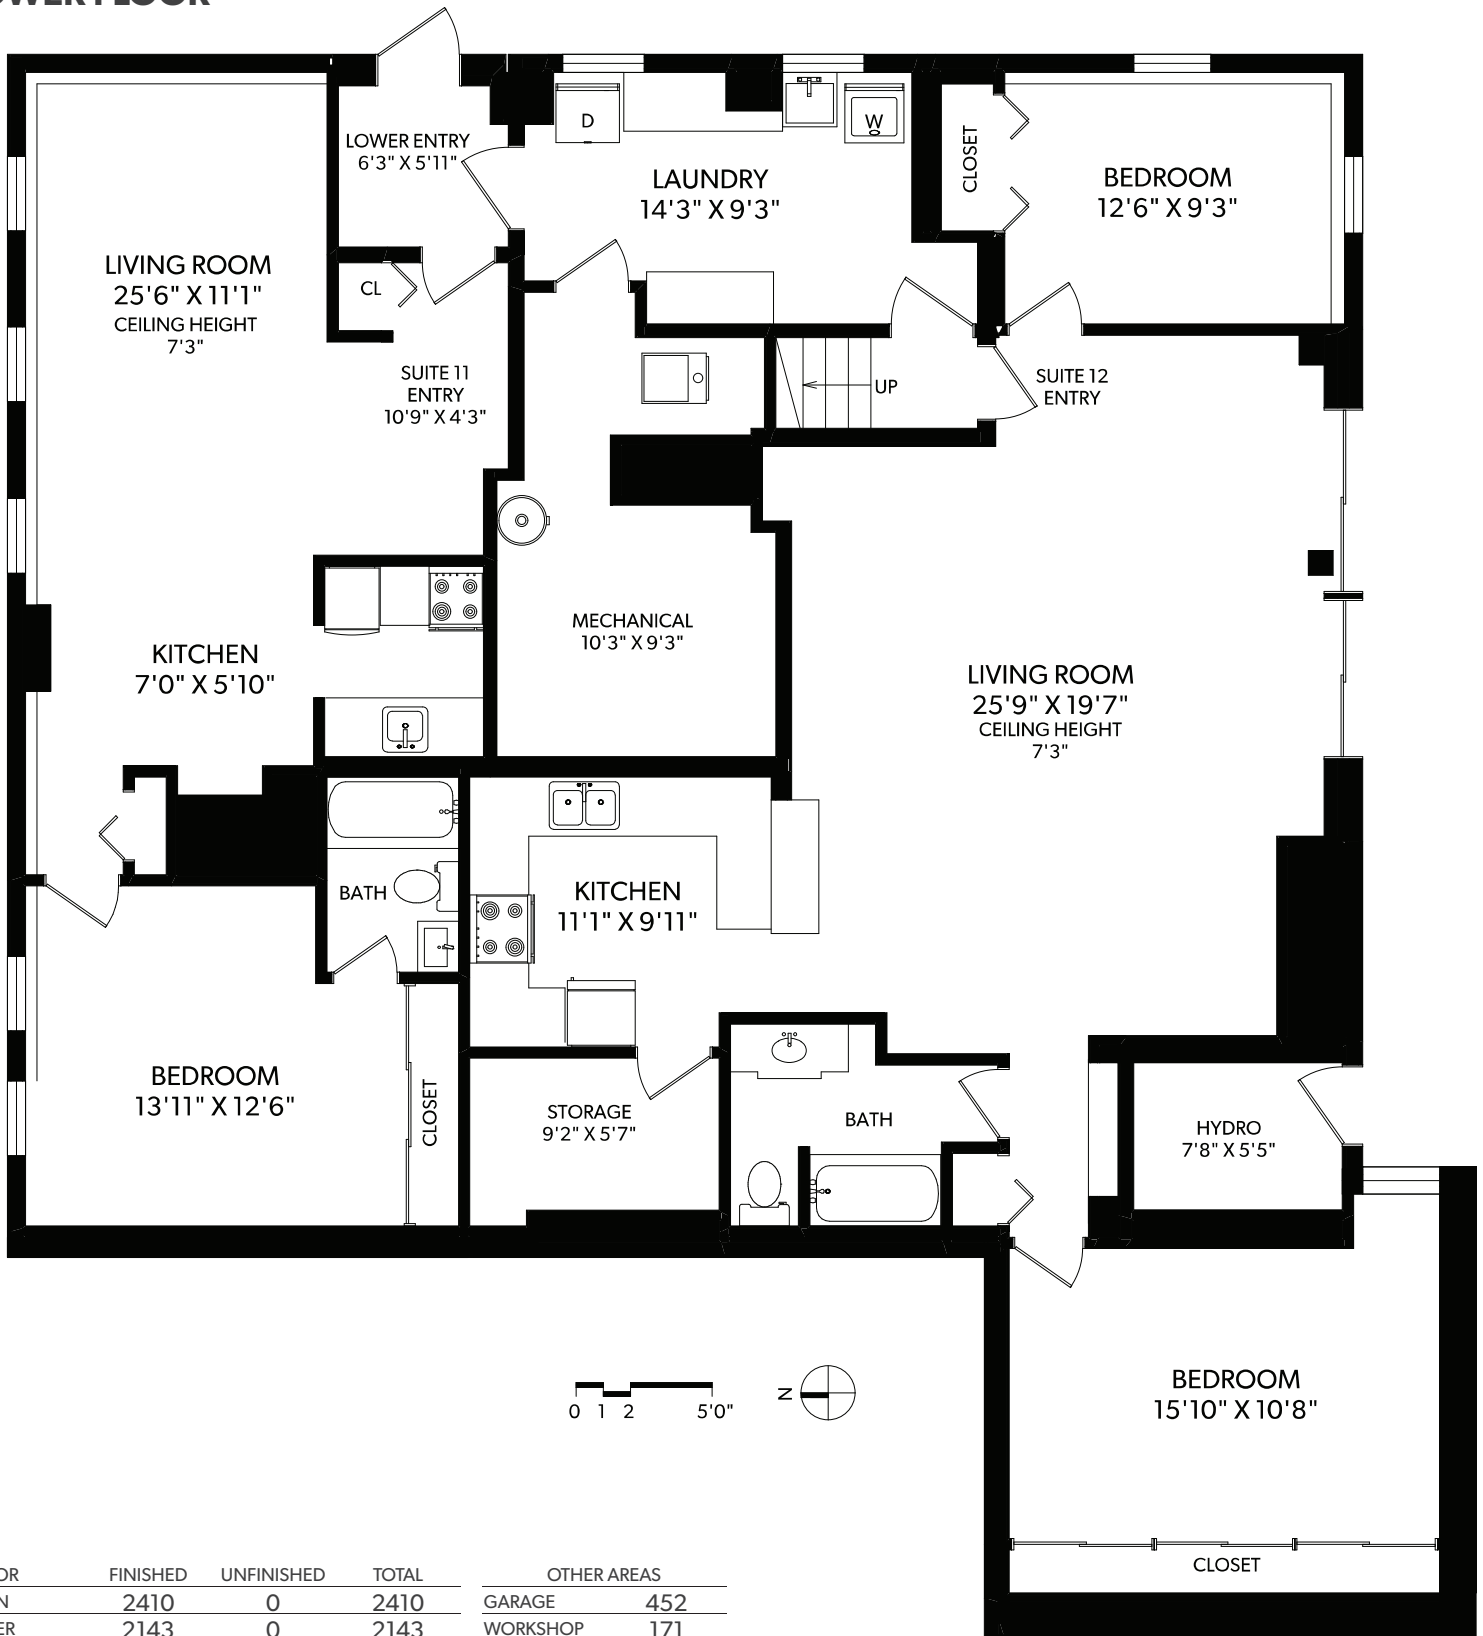 LOWER ENTRY
6'3" X 5'11"
D
W
LAUNDRY
14'3" X 9'3"
CLOSET
BEDROOM
12'6" X 9'3"
LIVING ROOM
25'6" X 11'1"
CEILING HEIGHT
7'3"
CL
SUITE 11
ENTRY
10'9" X 4'3"
UP
SUITE 12
ENTRY
MECHANICAL
10'3" X 9'3"
KITCHEN
7'0" X 5'10"
LIVING ROOM
25'9" X 19'7"
CEILING HEIGHT
7'3"
BATH
KITCHEN
11'1" X 9'11"
BEDROOM
13'11" X 12'6"
CLOSET
STORAGE
9'2" X 5'7"
BATH
HYDRO
7'8" X 5'5"
BEDROOM
15'10" X 10'8"
N
0 1 2 5'0"
CLOSET
FINISHED UNFINISHED TOTAL OTHER AREAS
2410 0 2410 GARAGE 452
2143 0 2143 WORKSHOP 171